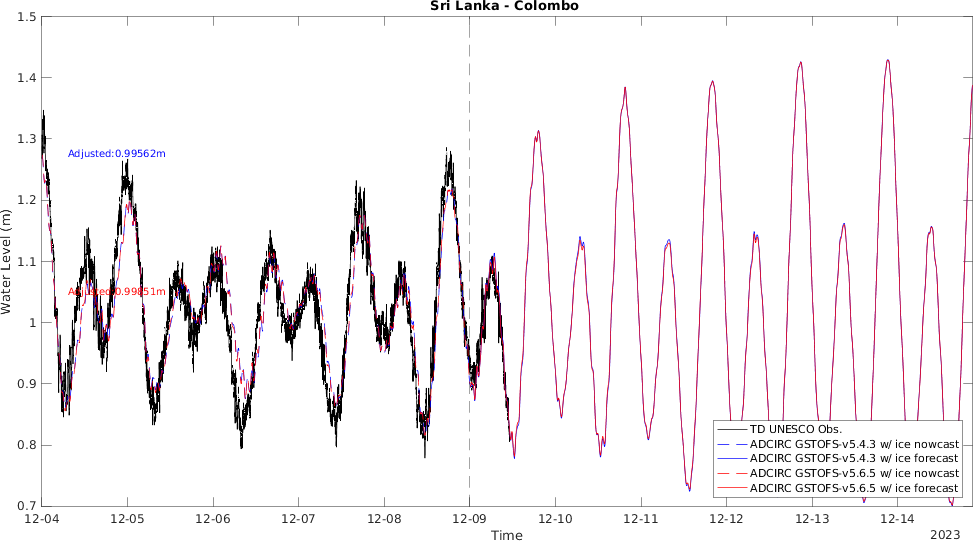 Sri Lanka - Colombo
1.5
1.4
1.3
1.2
1.1
1
0.9
0.8
0.7
Water Level (m)
Adjusted:0.99562m
Adjusted:0.99851m
TD UNESCO Obs.
ADCIRC GSTOFS-v5.4.3 w/ ice nowcast
ADCIRC GSTOFS-v5.4.3 w/ ice forecast
ADCIRC GSTOFS-v5.6.5 w/ ice nowcast
ADCIRC GSTOFS-v5.6.5 w/ ice forecast
12-04 12-05 12-06 12-07 12-08 12-09 12-10 12-11 12-12 12-13 12-14
Time
2023